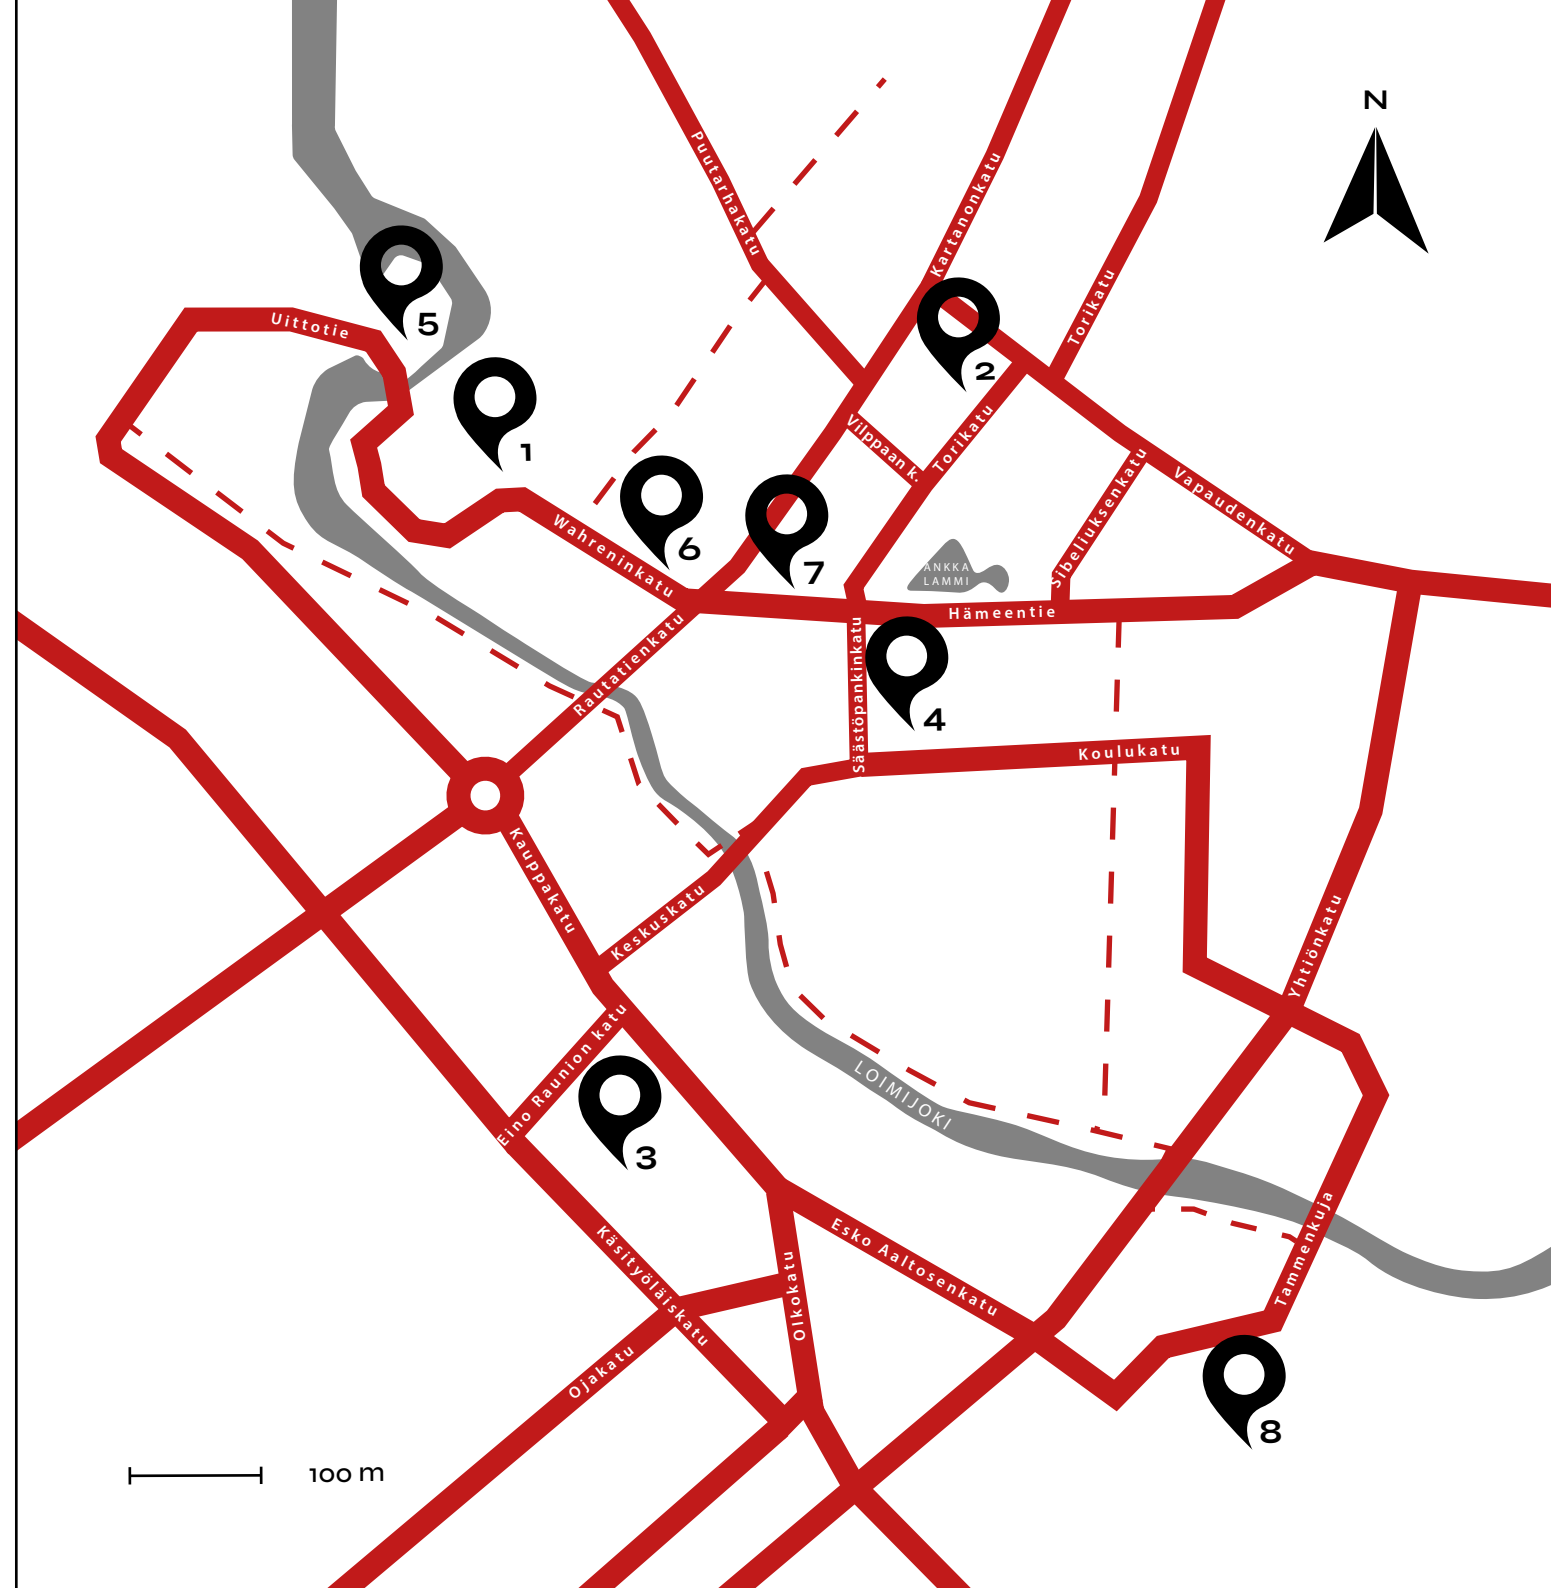 N
Puutarhakatu
Kartanonkatu
Torikatu
5
Uittotie
2
1
Vilppaan k.
Torikatu
Sibeliuksenkatu
Vapaudenkatu
6
7
Wahreninkatu
ANKKA
LAMMI
Hämeentie
Rautatienkatu
Säästöpankinkatu
4
Koulukatu
Kauppakatu
Keskuskatu
Yhtiönkatu
Eino Raunion katu
3
LOIMIJOKI
Käsityöläiskatu
Olkokatu
Esko Aaltosenkatu
Tammenkuja
Ojakatu
8
100 m